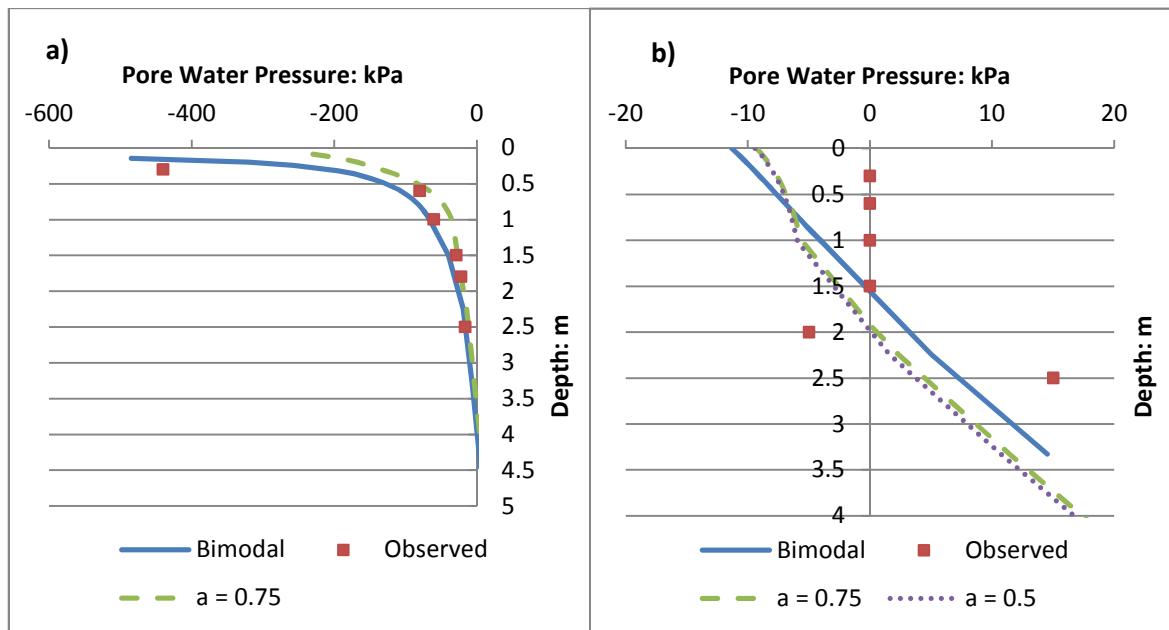 a)
Pore Water Pressure: kPa
-600 -400 -200 0
0
0.5
1
1.5
2
2.5
3
3.5
4
4.5
5
Depth: m
Bimodal Observed
a = 0.75
b)
Pore Water Pressure: kPa
-20 -10 0 10 20
0
0.5
1
1.5
2
2.5
3
3.5
4
Depth: m
Bimodal Observed
a = 0.75 a = 0.5